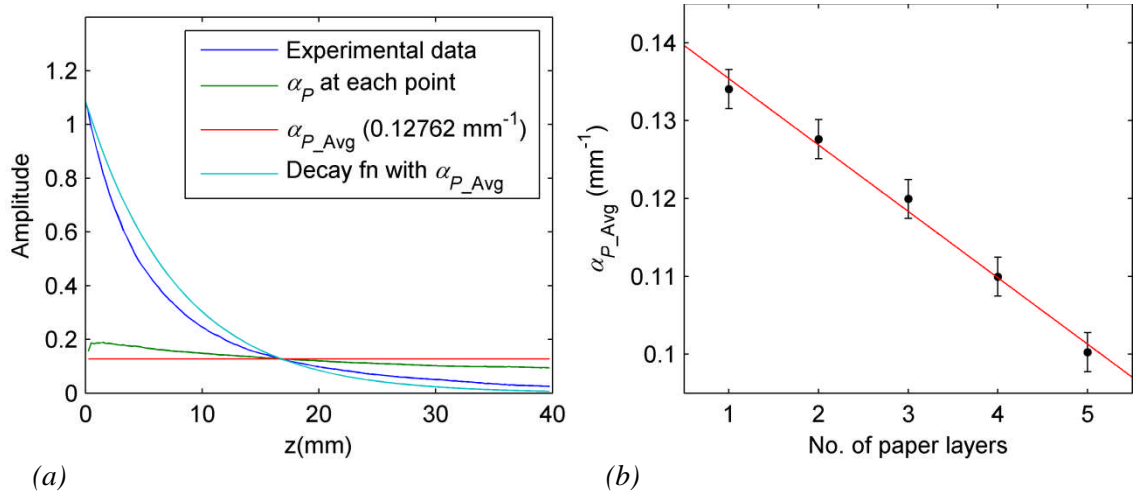 Experimental data
α_P at each point
α_P_Avg (0.12762 mm⁻¹)
Decay fn with α_P_Avg
Amplitude
1.2
1
0.8
0.6
0.4
0.2
0
0 10 20 30 40
z(mm)
(a)
α_P_Avg (mm⁻¹)
0.14
0.13
0.12
0.11
0.1
1 2 3 4 5
No. of paper layers
(b)